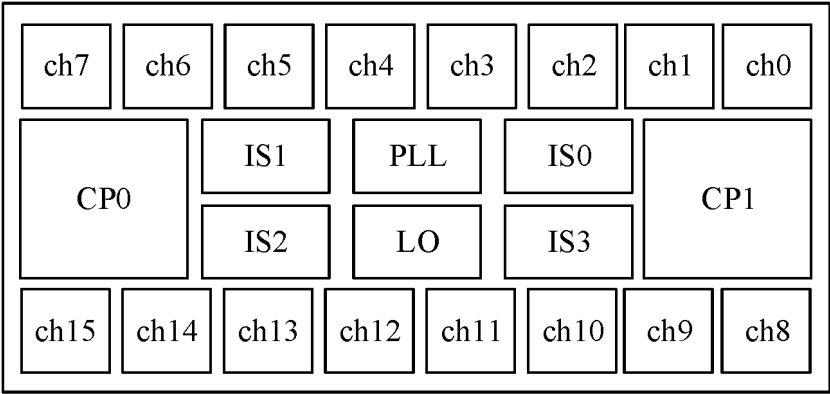 ch7 ch6 ch5 ch4 ch3 ch2 ch1 ch0
IS1 PLL IS0
CP0 CP1
IS2 LO IS3
ch15 ch14 ch13 ch12 ch11 ch10 ch9 ch8